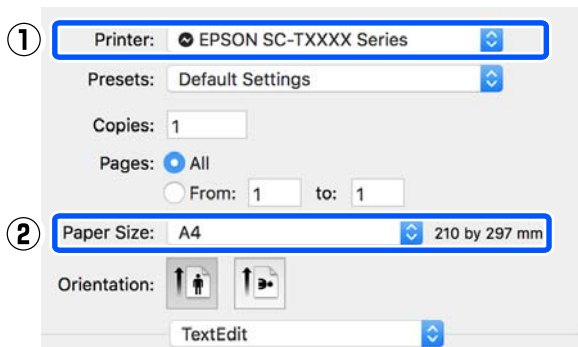 ① Printer: EPSON SC-TXXXX Series
Presets: Default Settings
Copies: 1
Pages: All
From: 1 to: 1
② Paper Size: A4 210 by 297 mm
Orientation:
TextEdit